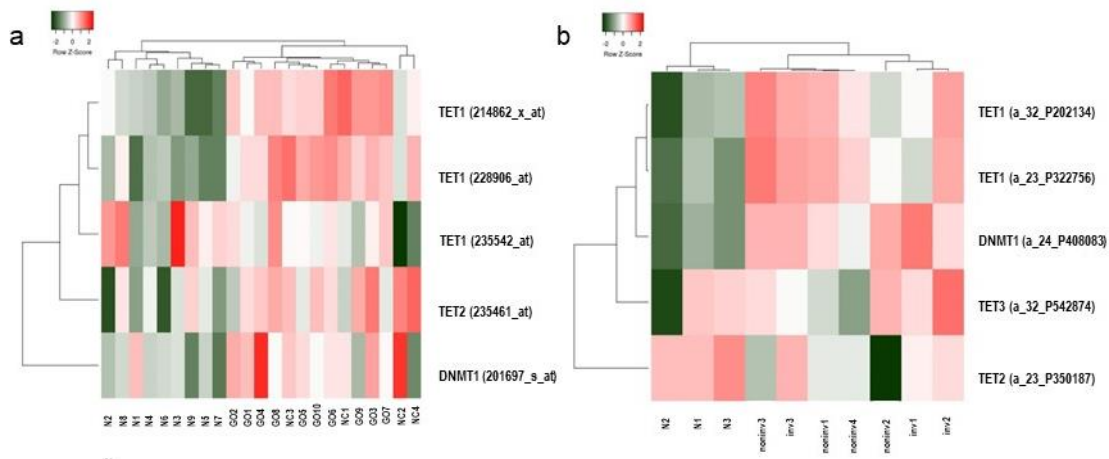 a
-2 0 2
Row Z-Score
TET1 (214862_x_at)
TET1 (228906_at)
TET1 (235542_at)
TET2 (235461_at)
DNMT1 (201697_s_at)
N2 N8 N1 N4 N6 N3 N9 N5 N7 GO2 GO1 GO4 GO8 NC3 GO5 GO10 GO6 NC1 GO9 GO3 GO7 NC2 NC4
b
-2 0 2
Row Z-Score
TET1 (a_32_P202134)
TET1 (a_23_P322756)
DNMT1 (a_24_P408083)
TET3 (a_32_P542874)
TET2 (a_23_P350187)
N2 N1 N3 noninv3 inv3 noninv1 noninv4 noninv2 inv1 inv2